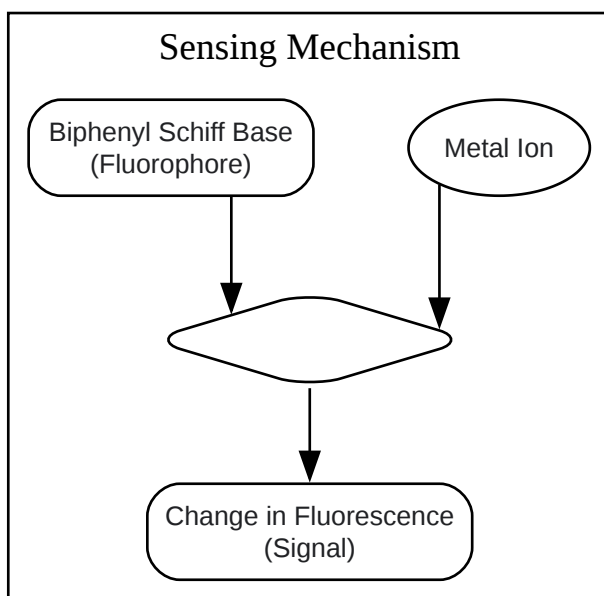 Sensing Mechanism
Biphenyl Schiff Base
(Fluorophore)
Metal Ion
Change in Fluorescence
(Signal)